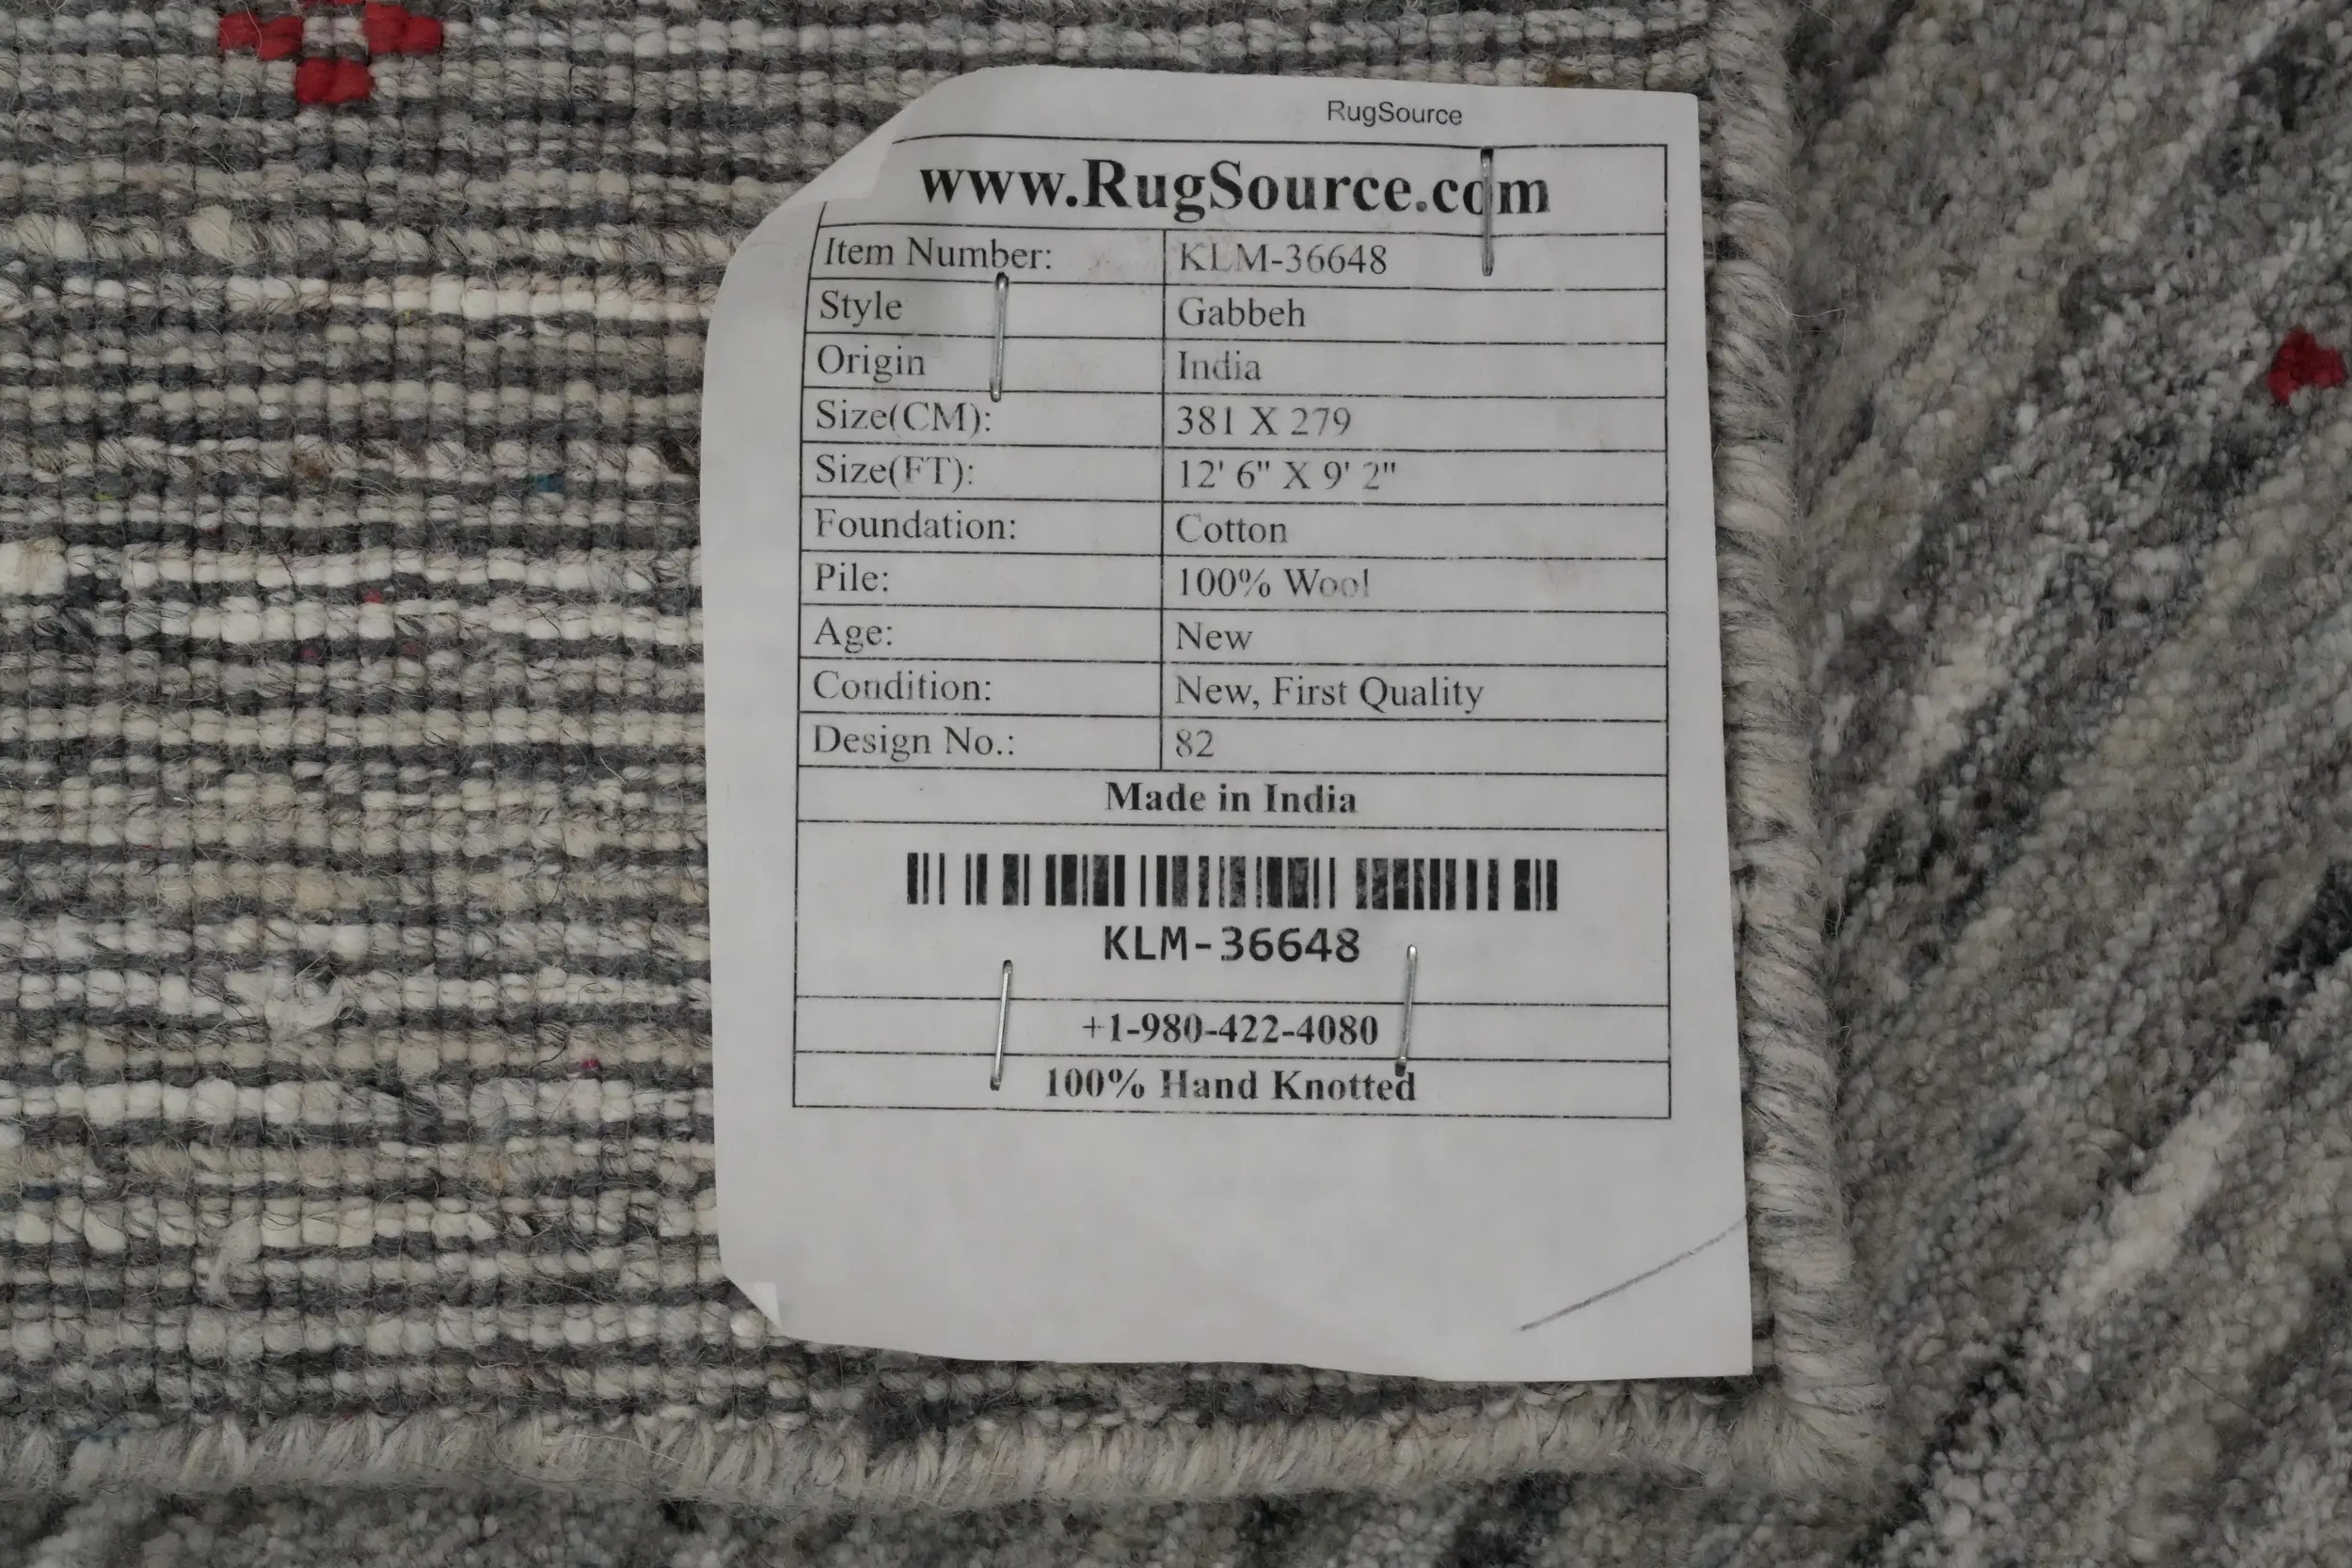 RugSource
www.RugSource.com
Item Number: KLM-36648
Style Gabbeh
Origin India
Size(CM): 381 X 279
Size(FT): 12' 6" X 9' 2"
Foundation: Cotton
Pile: 100% Wool
Age: New
Condition: New, First Quality
Design No.: 82
Made in India
KLM-36648
+1-980-422-4080
100% Hand Knotted